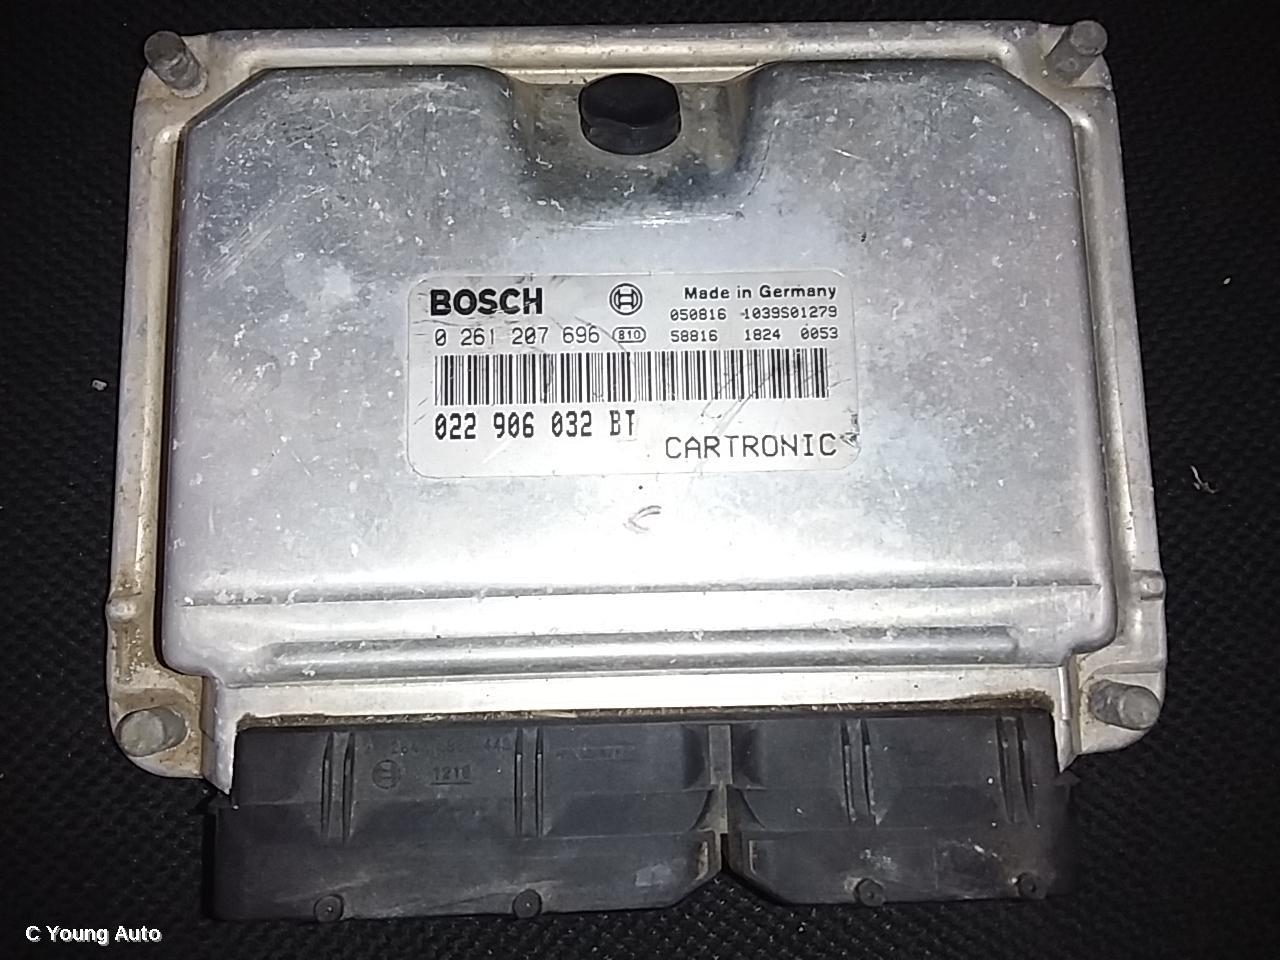 BOSCH
Made in Germany
050816 1039S01279
0 261 207 696 810 58816 1824 0053
022 906 032 BT
CARTRONIC
1216
C Young Auto